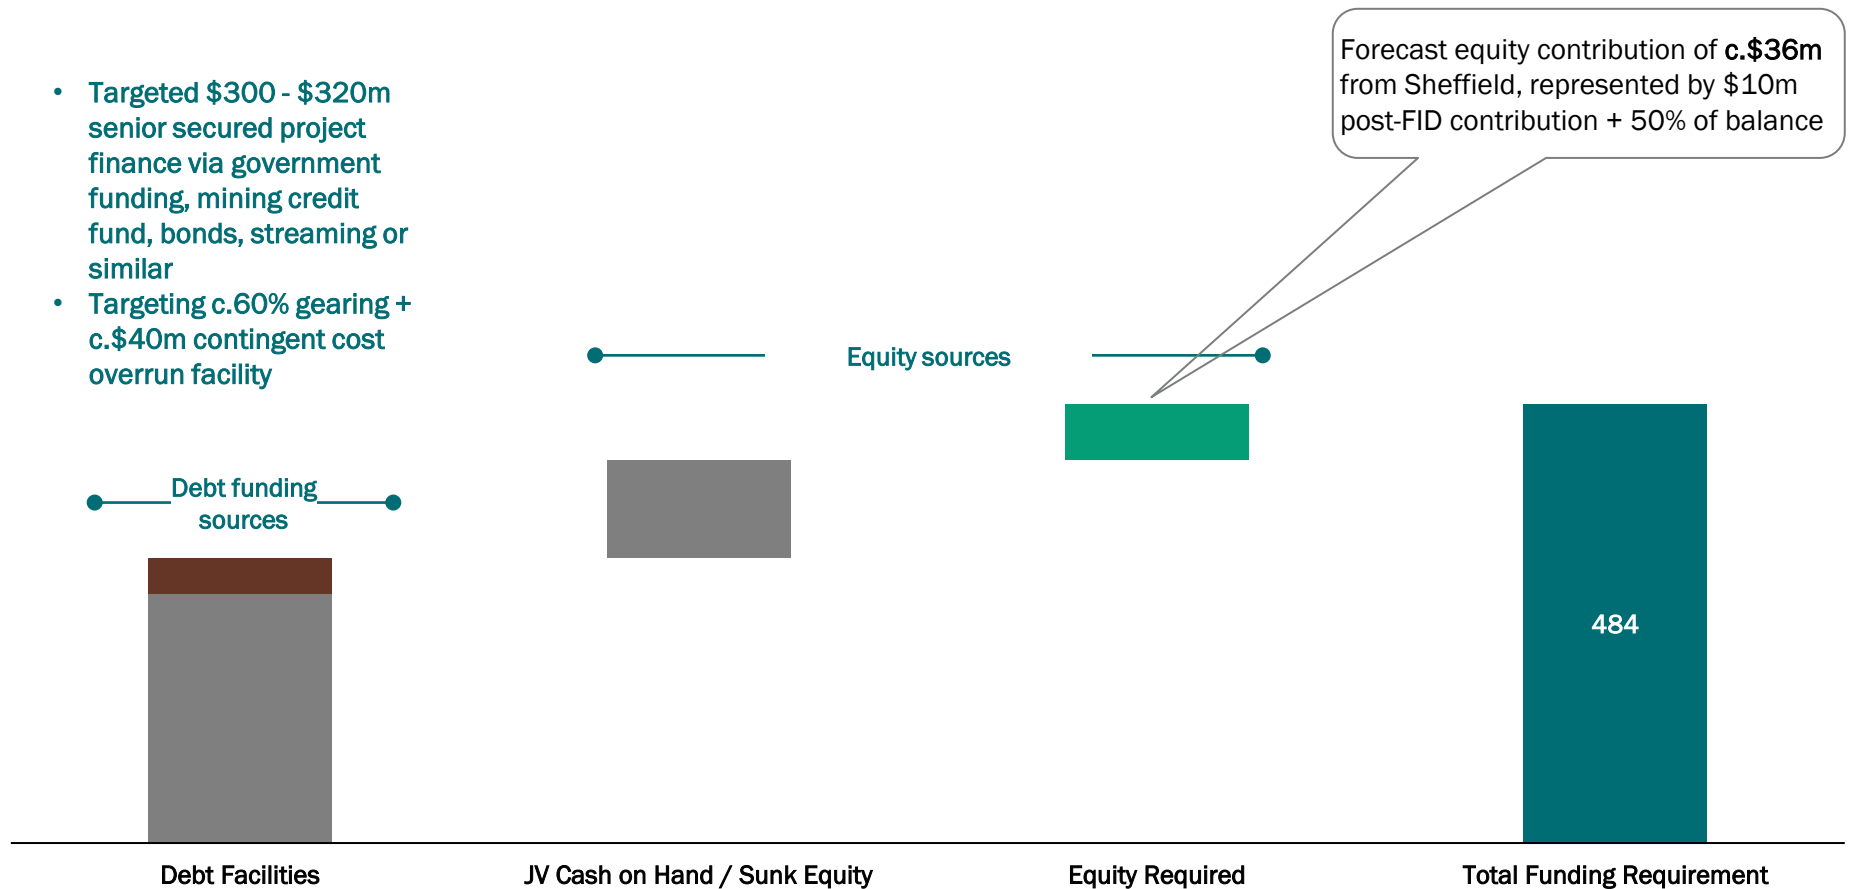 Forecast equity contribution of c.$36m
from Sheffield, represented by $10m
post-FID contribution + 50% of balance
• Targeted $300 - $320m
senior secured project
finance via government
funding, mining credit
fund, bonds, streaming or
similar
• Targeting c.60% gearing +
c.$40m contingent cost
overrun facility
Equity sources
Debt funding
sources
484
Debt Facilities
JV Cash on Hand / Sunk Equity
Equity Required
Total Funding Requirement